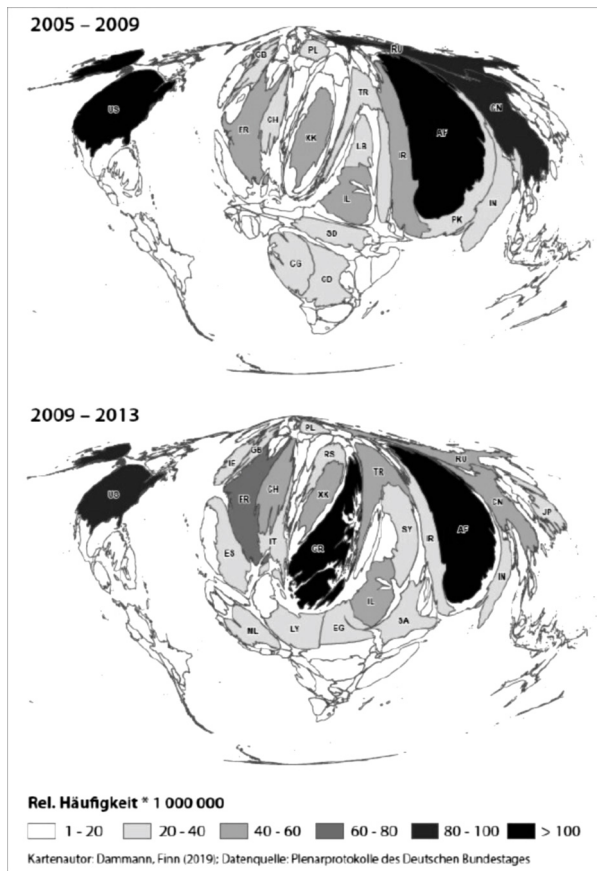 2005 – 2009
GB
PL
RU
US
FR
CH
KK
TR
LB
IL
IR
AF
CN
PK
IN
SD
CG
CD
2009 – 2013
PL
GB
IE
RS
TR
RU
US
FR
CH
KK
ES
IT
GR
SY
IR
AF
CN
JP
IN
IL
ML
LY
EG
SA
Rel. Häufigkeit * 1 000 000
1 - 20 20 - 40 40 - 60 60 - 80 80 - 100 > 100
Kartenautor: Dammann, Finn (2019); Datenquelle: Plenarprotokolle des Deutschen Bundestages